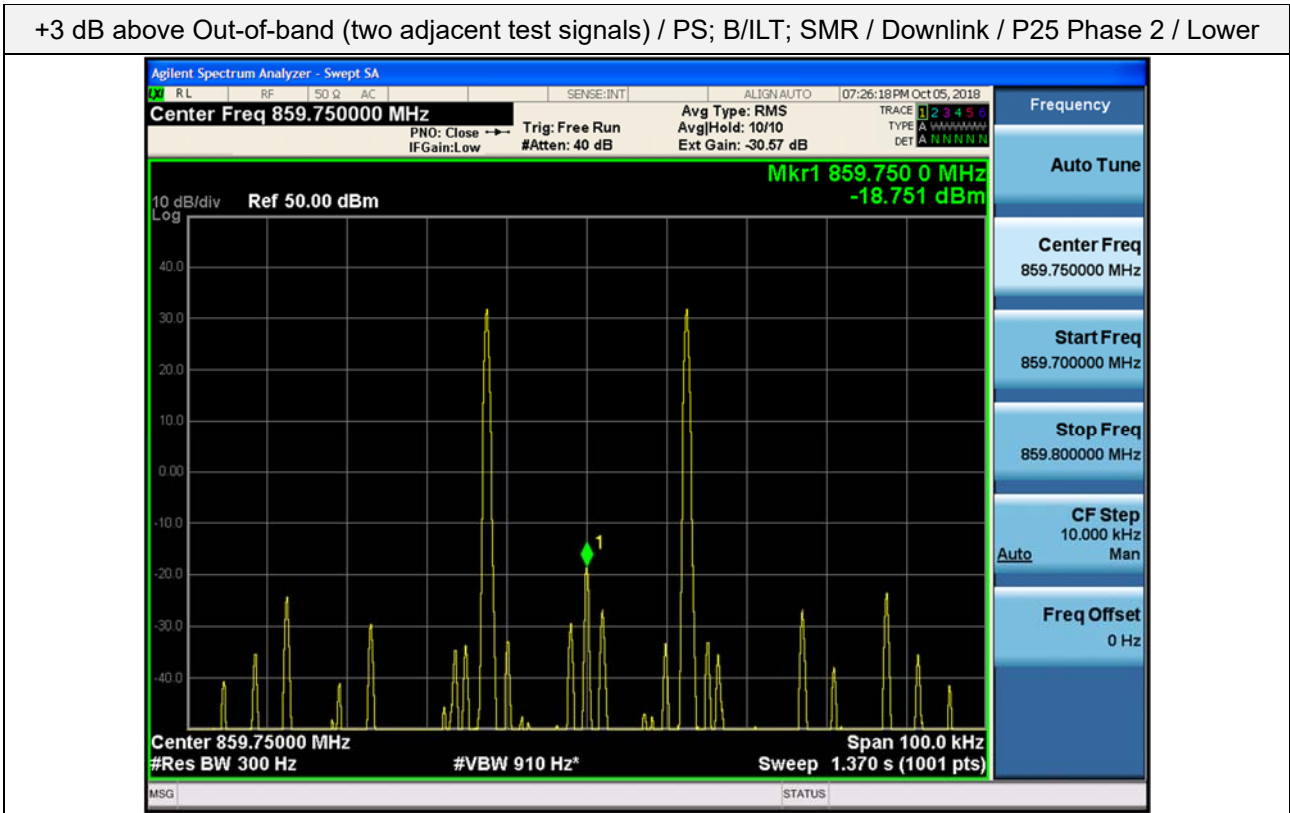 +3 dB above Out-of-band (two adjacent test signals) / PS; B/ILT; SMR / Downlink / P25 Phase 2 / Lower
Agilent Spectrum Analyzer - Swept SA
LXI RL RF 50 Ω AC SENSE:INT ALIGN AUTO 07:26:18 PM Oct 05, 2018
Center Freq 859.750000 MHz
PNO: Close
IFGain:Low
Trig: Free Run
#Atten: 40 dB
Avg Type: RMS
Avg|Hold: 10/10
Ext Gain: -30.57 dB
TRACE 1 2 3 4 5 6
TYPE A WWWWW
DET A N N N N N
Mkr1 859.750 0 MHz
-18.751 dBm
10 dB/div Ref 50.00 dBm
Log
40.0
30.0
20.0
10.0
0.00
-10.0
-20.0
-30.0
-40.0
1
Center 859.75000 MHz Span 100.0 kHz
#Res BW 300 Hz #VBW 910 Hz* Sweep 1.370 s (1001 pts)
MSG STATUS
Frequency
Auto Tune
Center Freq
859.750000 MHz
Start Freq
859.700000 MHz
Stop Freq
859.800000 MHz
CF Step
10.000 kHz
Auto Man
Freq Offset
0 Hz